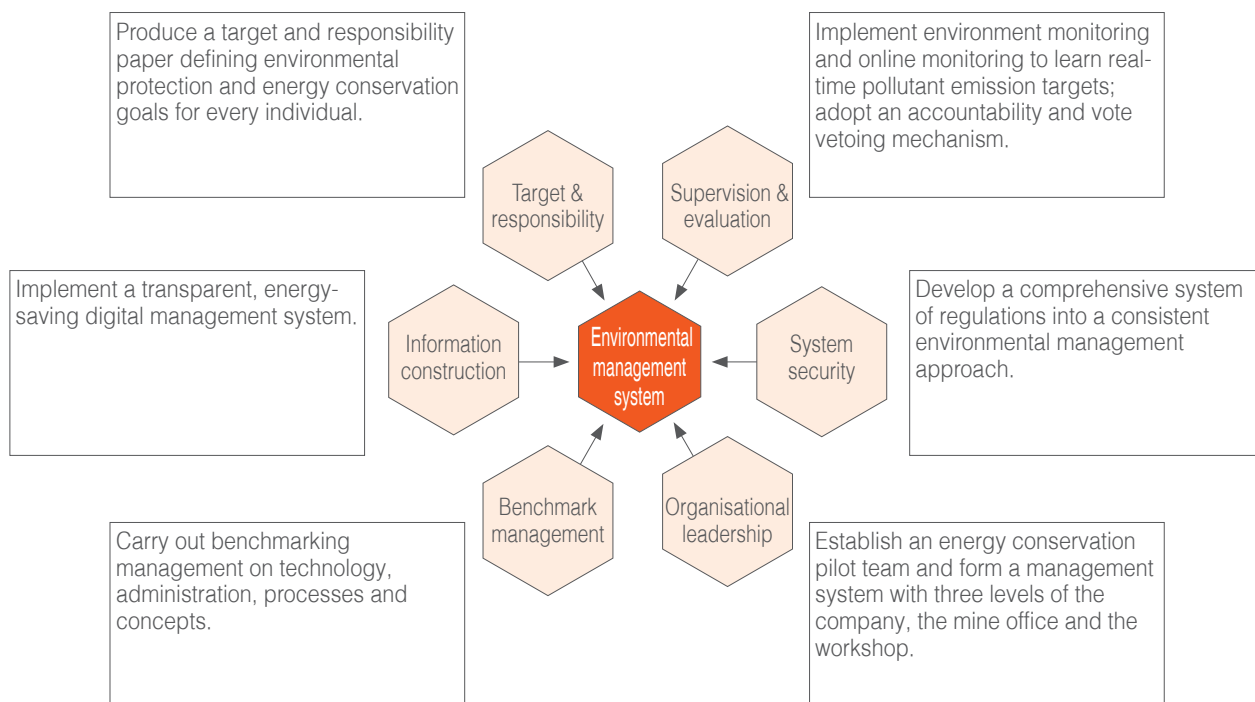 Produce a target and responsibility
paper defining environmental
protection and energy conservation
goals for every individual.
Implement environment monitoring
and online monitoring to learn real-
time pollutant emission targets;
adopt an accountability and vote
vetoing mechanism.
Target &
responsibility
Supervision &
evaluation
Implement a transparent, energy-
saving digital management system.
Information
construction
Environmental
management
system
System
security
Develop a comprehensive system
of regulations into a consistent
environmental management
approach.
Benchmark
management
Organisational
leadership
Carry out benchmarking
management on technology,
administration, processes and
concepts.
Establish an energy conservation
pilot team and form a management
system with three levels of the
company, the mine office and the
workshop.